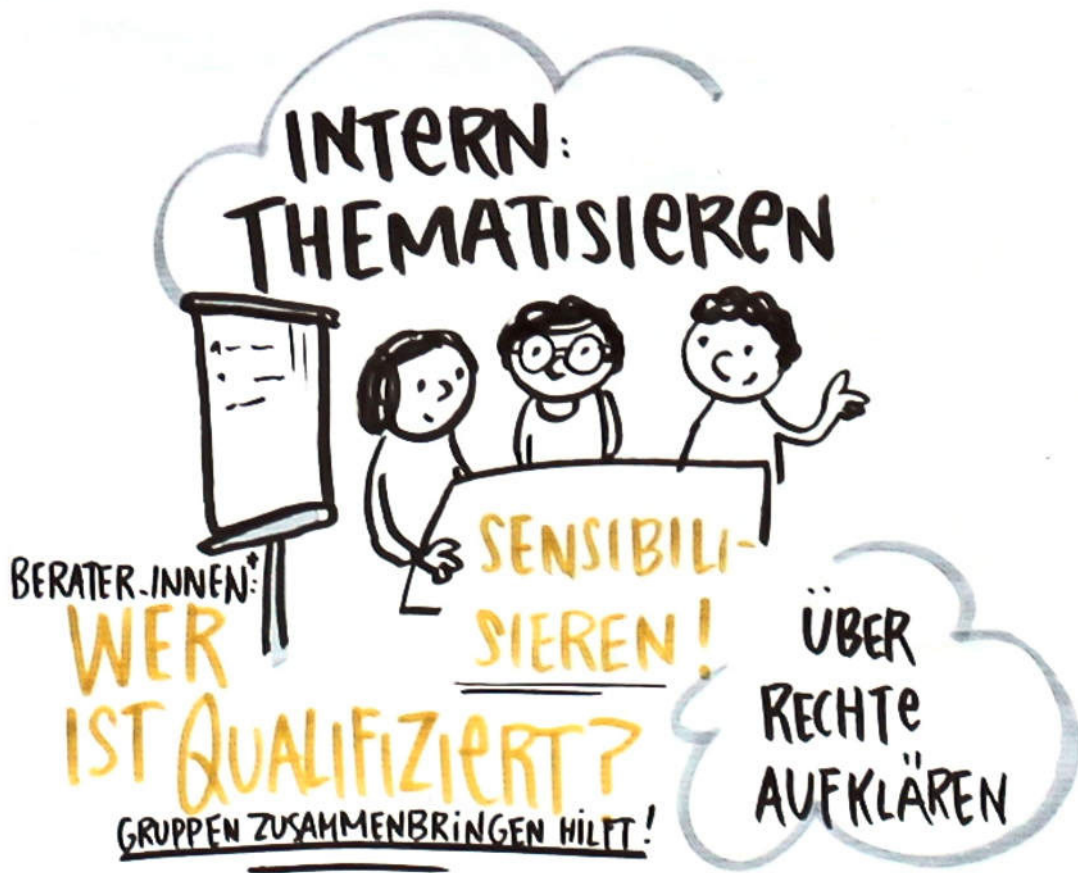 INTERN:
THEMATISIEREN
SENSIBILI-
SIEREN!
BERATER-INNEN*:
WER
IST QUALIFIZIERT?
GRUPPEN ZUSAMMENBRINGEN HILFT!
ÜBER
RECHTE
AUFKLÄREN